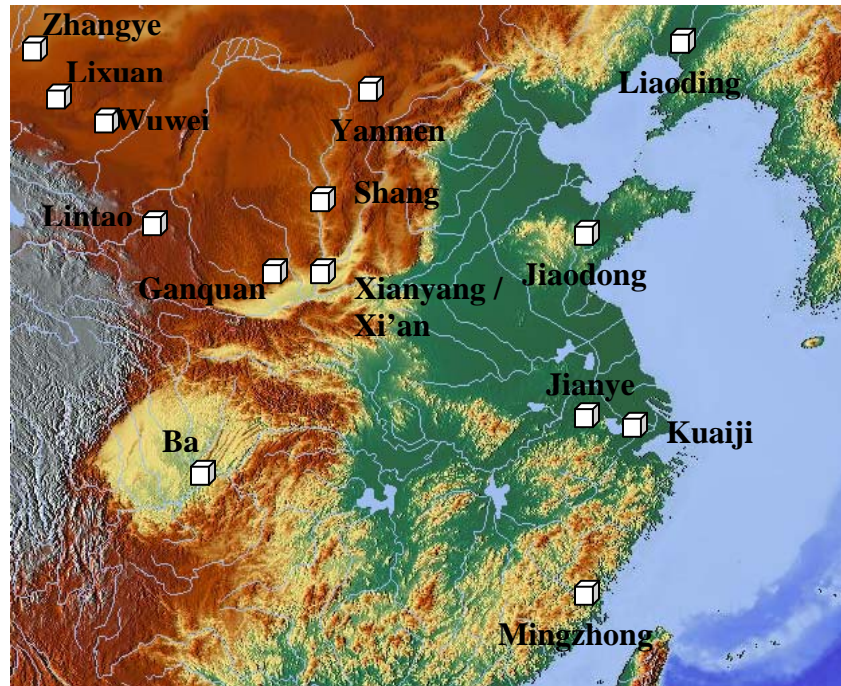 Zhangye
Lixuan
Liaoding
Wuwei
Yanmen
Shang
Lintao
Jiaodong
Ganquan
Xianyang /
Xi’an
Jianye
Kuaiji
Ba
Mingzhong